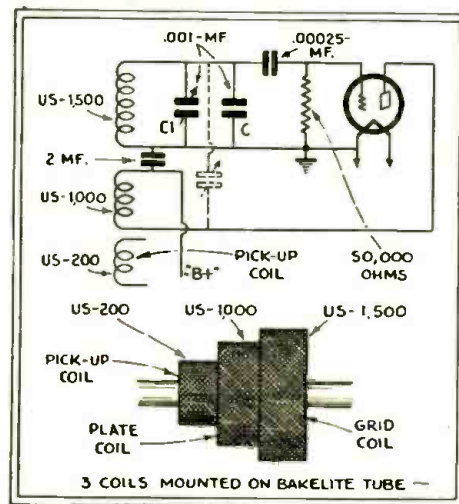 .001-MF.
.00025-
MF.
US-1,500
C1
C
2 MF.
US-1,000
US-200
PICK-UP
COIL
"B+"
50,000
OHMS
US-200
US-1,000
US-1,500
PICK-UP
COIL
PLATE
COIL
GRID
COIL
3 COILS MOUNTED ON BAKELITE TUBE